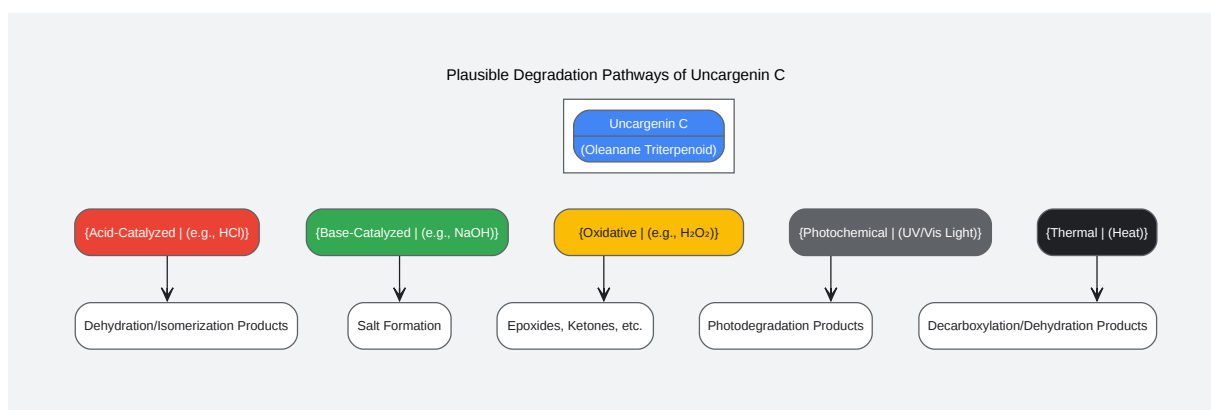 Plausible Degradation Pathways of Uncargenin C
Uncargenin C
(Oleanane Triterpenoid)
{Acid-Catalyzed | (e.g., HCl)}
{Base-Catalyzed | (e.g., NaOH)}
{Oxidative | (e.g., H₂O₂)}
{Photochemical | (UV/Vis Light)}
{Thermal | (Heat)}
Dehydration/Isomerization Products
Salt Formation
Epoxides, Ketones, etc.
Photodegradation Products
Decarboxylation/Dehydration Products